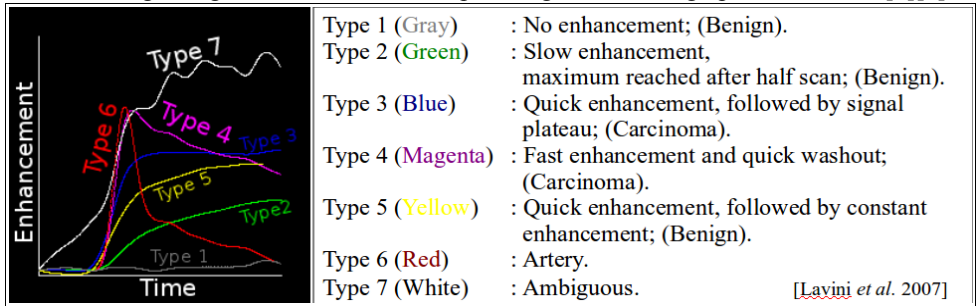 Type 7
Type 6
Type 4
Type 3
Type 5
Type2
Type 1
Enhancement
Time
Type 1 (Gray) : No enhancement; (Benign).
Type 2 (Green) : Slow enhancement,
maximum reached after half scan; (Benign).
Type 3 (Blue) : Quick enhancement, followed by signal
plateau; (Carcinoma).
Type 4 (Magenta) : Fast enhancement and quick washout;
(Carcinoma).
Type 5 (Yellow) : Quick enhancement, followed by constant
enhancement; (Benign).
Type 6 (Red) : Artery.
Type 7 (White) : Ambiguous. [Lavini et al. 2007]